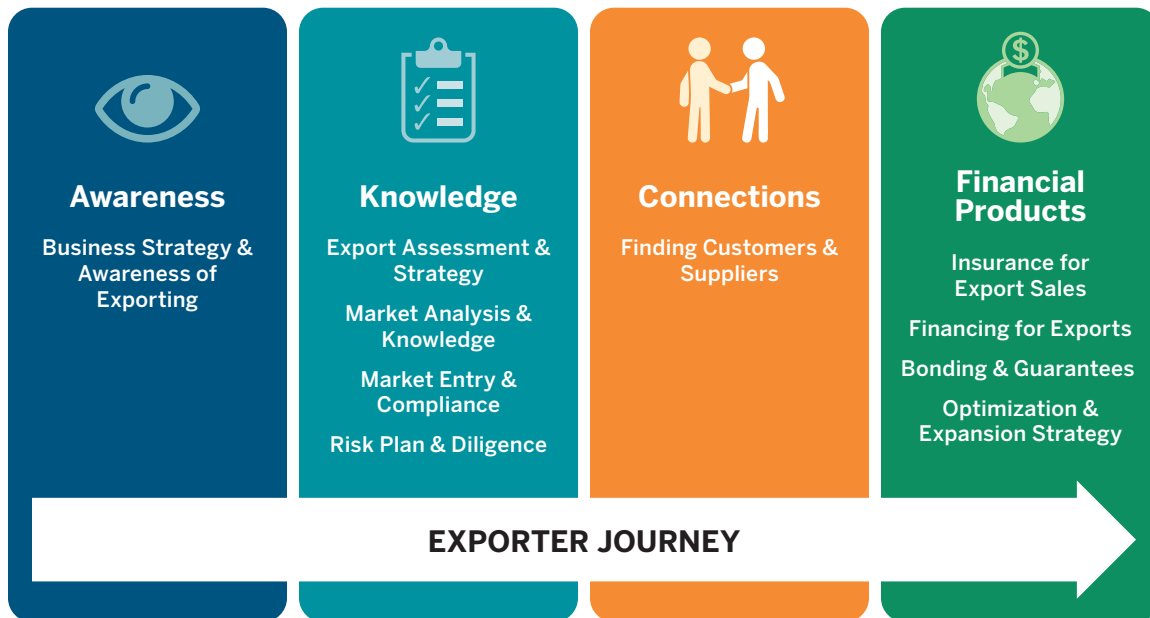 Awareness
Business Strategy &
Awareness of
Exporting
Knowledge
Export Assessment &
Strategy
Market Analysis &
Knowledge
Market Entry &
Compliance
Risk Plan & Diligence
Connections
Finding Customers &
Suppliers
$
Financial
Products
Insurance for
Export Sales
Financing for Exports
Bonding & Guarantees
Optimization &
Expansion Strategy
EXPORTER JOURNEY